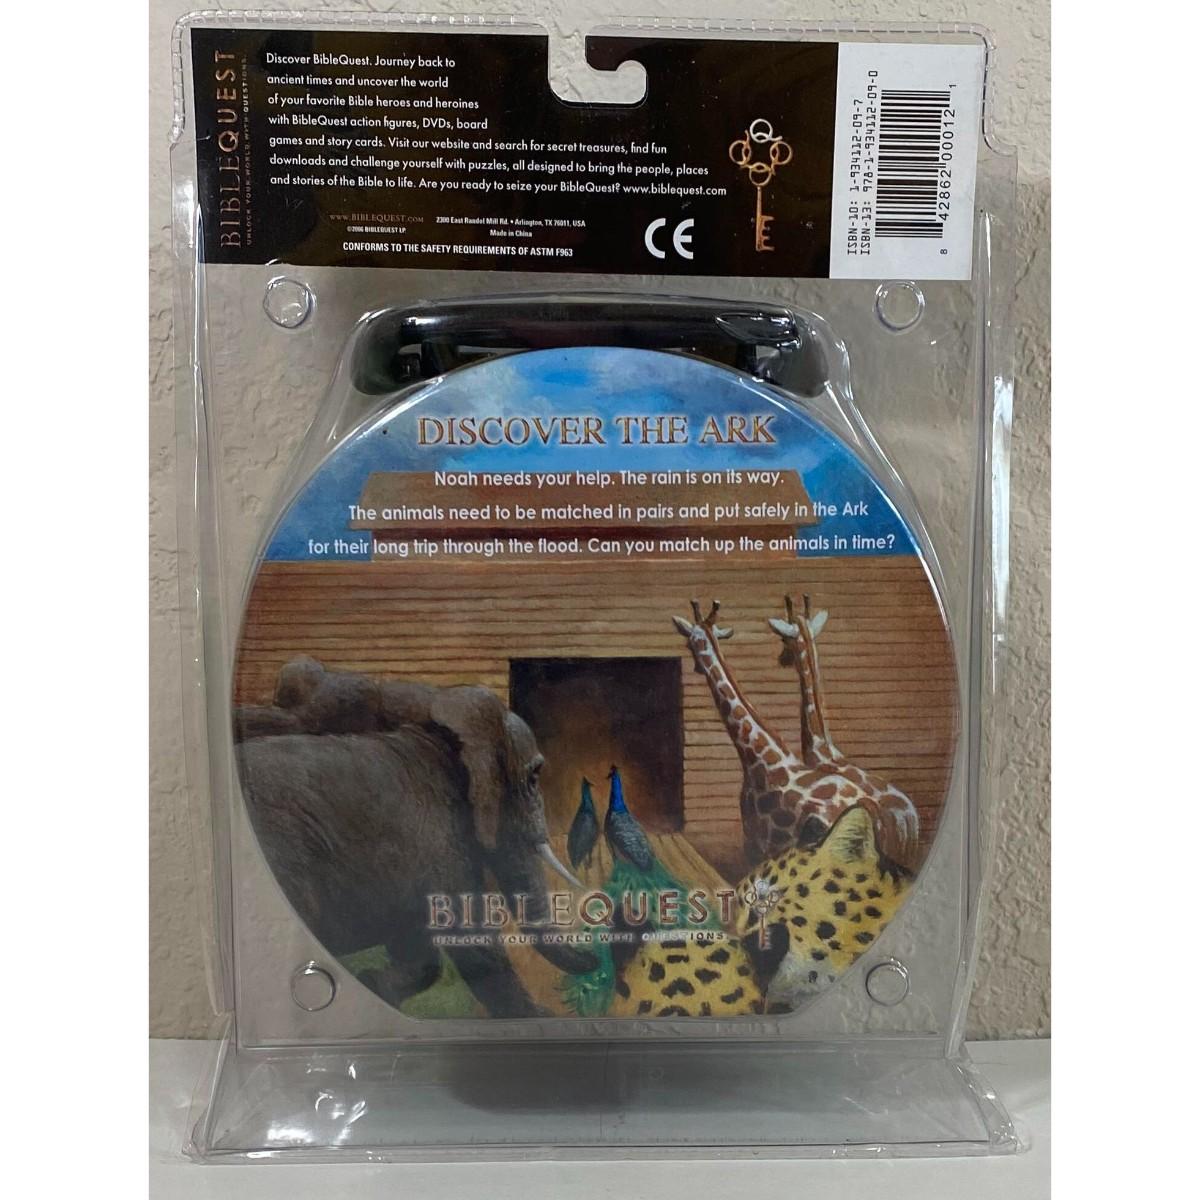 BIBLEQUEST
UNLOCK YOUR WORLD WITH QUESTIONS.
Discover BibleQuest. Journey back to
ancient times and uncover the world
of your favorite Bible heroes and heroines
with BibleQuest action figures, DVDs, board
games and story cards. Visit our website and search for secret treasures, find fun
downloads and challenge yourself with puzzles, all designed to bring the people, places
and stories of the Bible to life. Are you ready to seize your BibleQuest? www.biblequest.com
WWW.BIBLEQUEST.COM
©2006 BIBLEQUEST LP.
2300 East Randol Mill Rd. • Arlington, TX 76011, USA
Made in China
CONFORMS TO THE SAFETY REQUIREMENTS OF ASTM F963
CE
ISBN-10: 1-934112-09-7
ISBN-13: 978-1-934112-09-0
8 42862 00012 1
DISCOVER THE ARK
Noah needs your help. The rain is on its way.
The animals need to be matched in pairs and put safely in the Ark
for their long trip through the flood. Can you match up the animals in time?
BIBLEQUEST
UNLOCK YOUR WORLD WITH QUESTIONS.